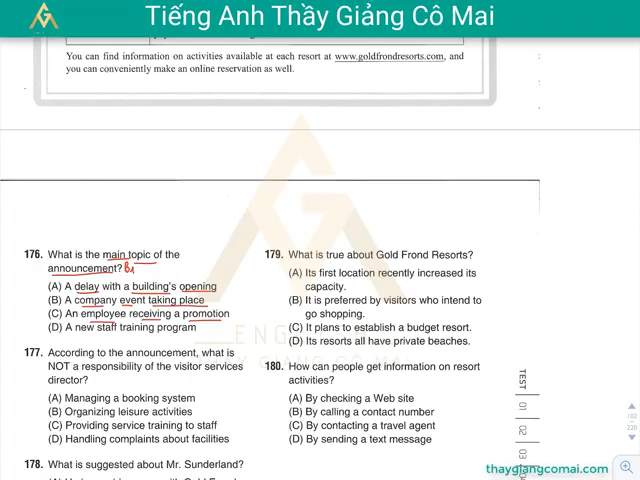 Tiếng Anh Thầy Giảng Cô Mai
You can find information on activities available at each resort at www.goldfrondresorts.com, and
you can conveniently make an online reservation as well.
176. What is the main topic of the
announcement? B1
(A) A delay with a building's opening
(B) A company event taking place
(C) An employee receiving a promotion
(D) A new staff training program
177. According to the announcement, what is
NOT a responsibility of the visitor services
director?
(A) Managing a booking system
(B) Organizing leisure activities
(C) Providing service training to staff
(D) Handling complaints about facilities
178. What is suggested about Mr. Sunderland?
179. What is true about Gold Frond Resorts?
(A) Its first location recently increased its
capacity.
(B) It is preferred by visitors who intend to
go shopping.
(C) It plans to establish a budget resort.
(D) Its resorts all have private beaches.
180. How can people get information on resort
activities?
(A) By checking a Web site
(B) By calling a contact number
(C) By contacting a travel agent
(D) By sending a text message
TEST
01
02
03
182
220
thaygiangcomai.com